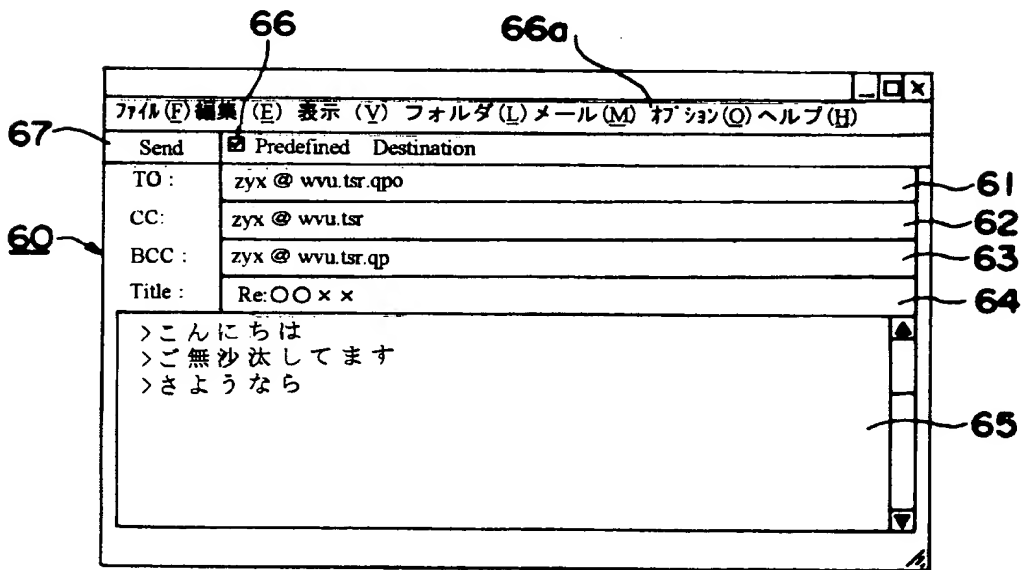 66 66a
ファイル(F) 編集 (E) 表示 (V) フォルダ(L) メール(M) オプション(O) ヘルプ(H)
67 Send Predefined Destination
TO : zyx @ wvu.tsr.qpo 61
CC: zyx @ wvu.tsr 62
60 BCC : zyx @ wvu.tsr.qp 63
Title : Re:○○×× 64
>こんにちは
>ご無沙汰してます
>さようなら
65